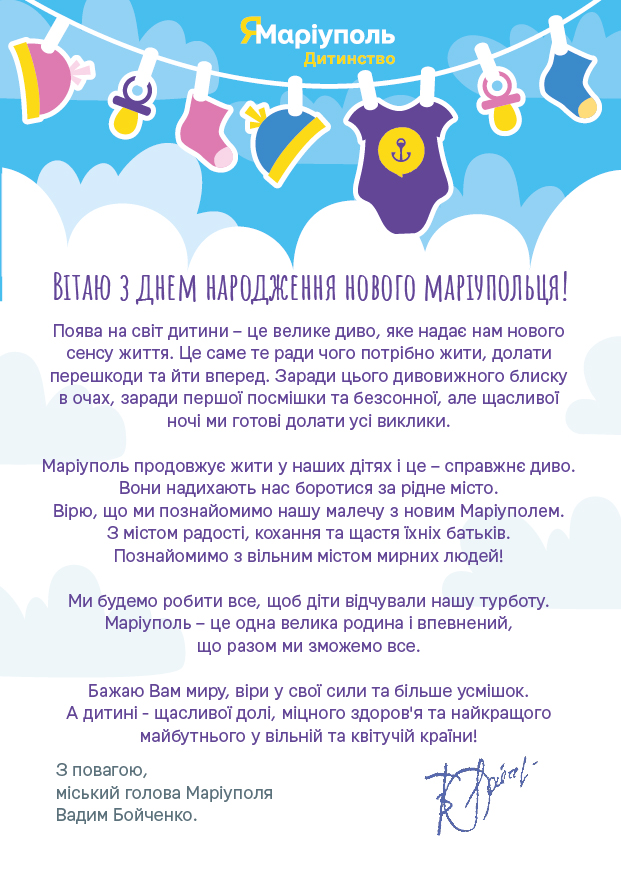 ЯМаріуполь
Дитинство
Вітаю з днем народження нового маріупольця!
Поява на світ дитини – це велике диво, яке надає нам нового
сенсу життя. Це саме те ради чого потрібно жити, долати
перешкоди та йти вперед. Заради цього дивовижного блиску
в очах, заради першої посмішки та безсонної, але щасливої
ночі ми готові долати усі виклики.
Маріуполь продовжує жити у наших дітях і це – справжнє диво.
Вони надихають нас боротися за рідне місто.
Вірю, що ми познайомимо нашу малечу з новим Маріуполем.
З містом радості, кохання та щастя їхніх батьків.
Познайомимо з вільним містом мирних людей!
Ми будемо робити все, щоб діти відчували нашу турботу.
Маріуполь – це одна велика родина і впевнений,
що разом ми зможемо все.
Бажаю Вам миру, віри у свої сили та більше усмішок.
А дитині - щасливої долі, міцного здоров'я та найкращого
майбутнього у вільній та квітучій країни!
З повагою,
міський голова Маріуполя
Вадим Бойченко.